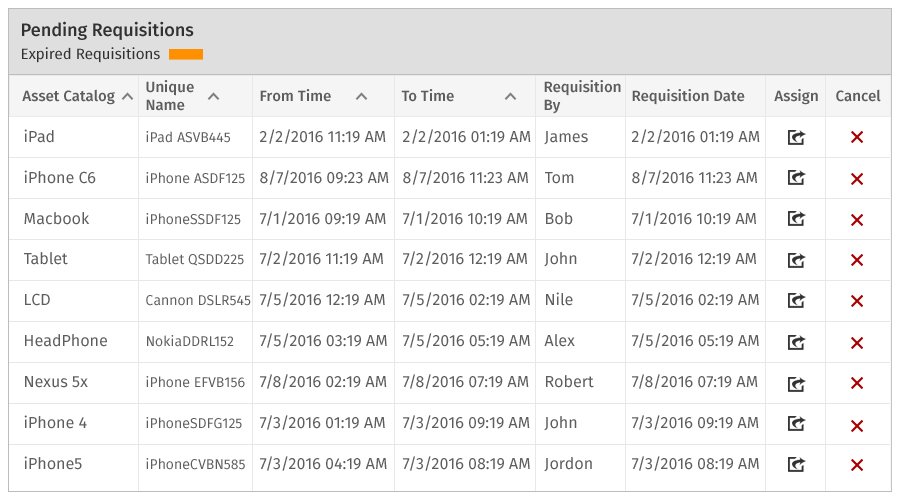 Pending Requisitions
Expired Requisitions
Asset Catalog Unique Name From Time To Time Requisition By Requisition Date Assign Cancel
iPad iPad ASVB445 2/2/2016 11:19 AM 2/2/2016 01:19 AM James 2/2/2016 01:19 AM
iPhone C6 iPhone ASDF125 8/7/2016 09:23 AM 8/7/2016 11:23 AM Tom 8/7/2016 11:23 AM
Macbook iPhoneSSDF125 7/1/2016 09:19 AM 7/1/2016 10:19 AM Bob 7/1/2016 10:19 AM
Tablet Tablet QSDD225 7/2/2016 11:19 AM 7/2/2016 12:19 AM John 7/2/2016 12:19 AM
LCD Cannon DSLR545 7/5/2016 12:19 AM 7/5/2016 02:19 AM Nile 7/5/2016 02:19 AM
HeadPhone NokiaDDRL152 7/5/2016 03:19 AM 7/5/2016 05:19 AM Alex 7/5/2016 05:19 AM
Nexus 5x iPhone EFVB156 7/8/2016 02:19 AM 7/8/2016 07:19 AM Robert 7/8/2016 07:19 AM
iPhone 4 iPhoneSDFG125 7/3/2016 01:19 AM 7/3/2016 09:19 AM John 7/3/2016 09:19 AM
iPhone5 iPhoneCVBN585 7/3/2016 04:19 AM 7/3/2016 08:19 AM Jordon 7/3/2016 08:19 AM